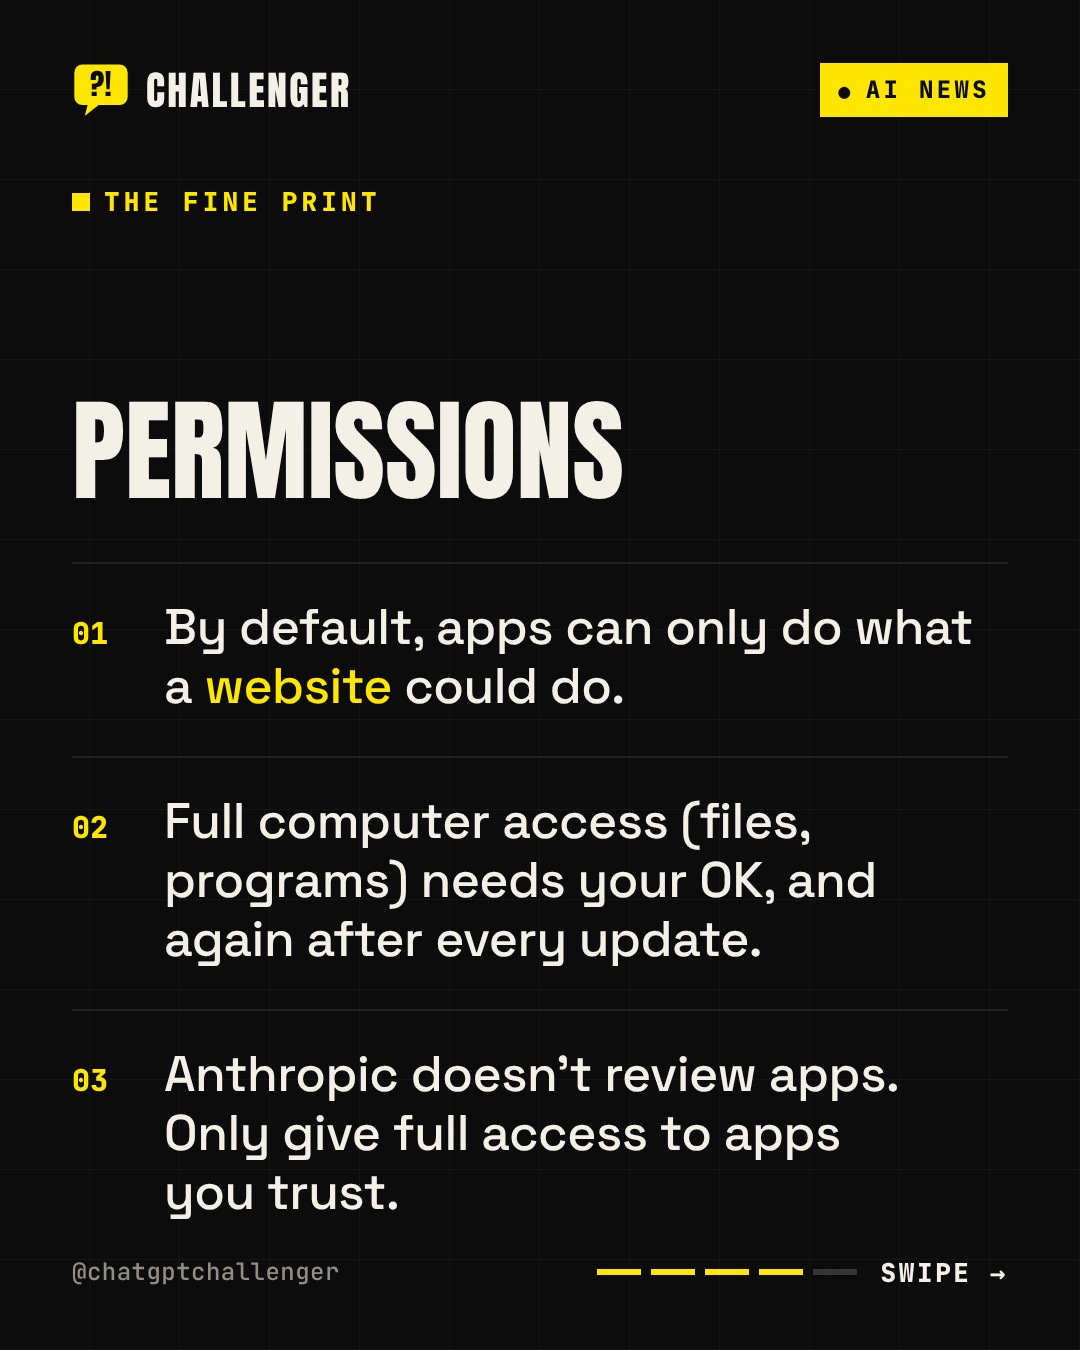 ?!
CHALLENGER
● AI NEWS
THE FINE PRINT
PERMISSIONS
01
By default, apps can only do what
a website could do.
02
Full computer access (files,
programs) needs your OK, and
again after every update.
03
Anthropic doesn’t review apps.
Only give full access to apps
you trust.
@chatgptchallenger
SWIPE →